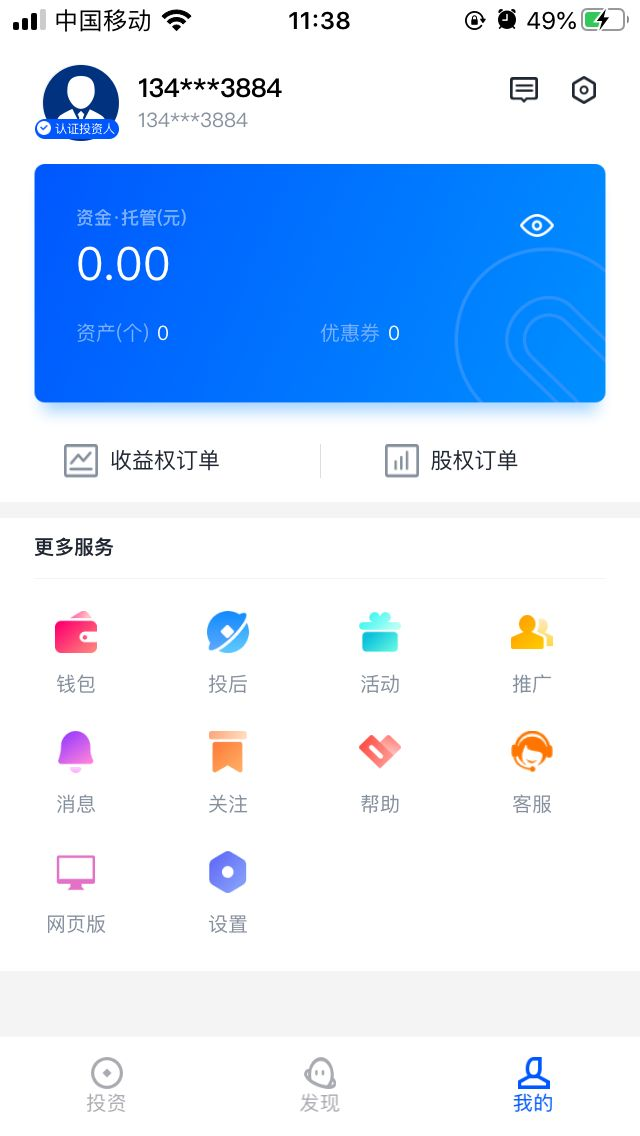 中国移动 11:38 49%
134***3884
134***3884
认证投资人
资金·托管(元)
0.00
资产(个) 0 优惠券 0
收益权订单 股权订单
更多服务
钱包 投后 活动 推广
消息 关注 帮助 客服
网页版 设置
投资 发现 我的